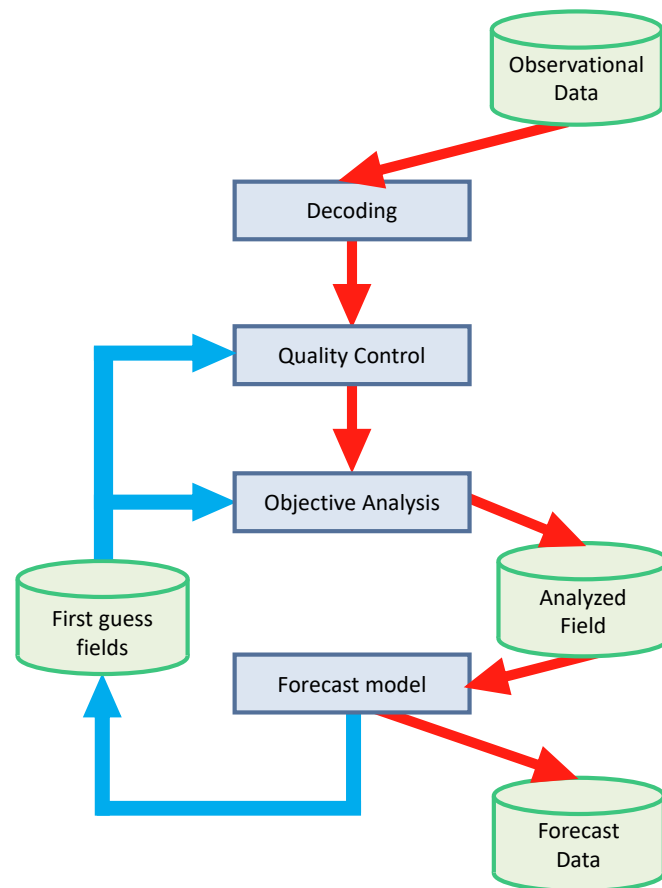 Observational
Data
Decoding
Quality Control
Objective Analysis
First guess
fields
Analyzed
Field
Forecast model
Forecast
Data